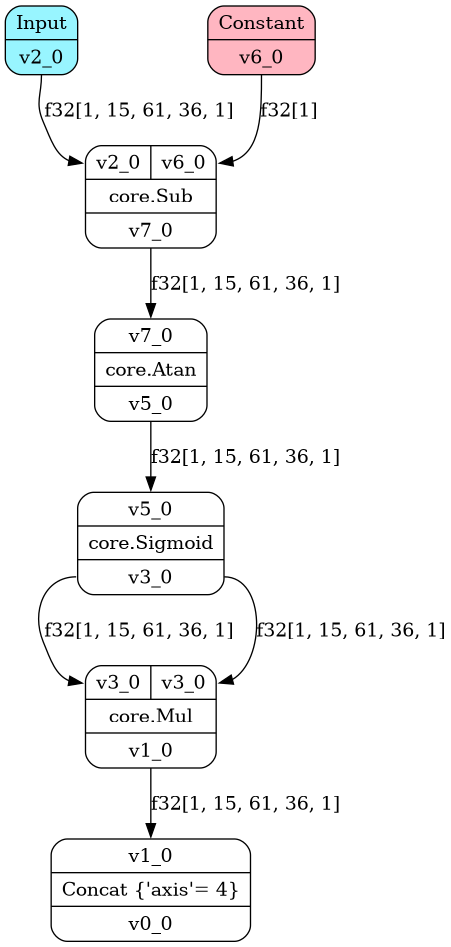 Input
v2_0
Constant
v6_0
f32[1, 15, 61, 36, 1]
f32[1]
v2_0 v6_0
core.Sub
v7_0
f32[1, 15, 61, 36, 1]
v7_0
core.Atan
v5_0
f32[1, 15, 61, 36, 1]
v5_0
core.Sigmoid
v3_0
f32[1, 15, 61, 36, 1]
f32[1, 15, 61, 36, 1]
v3_0 v3_0
core.Mul
v1_0
f32[1, 15, 61, 36, 1]
v1_0
Concat {'axis'= 4}
v0_0